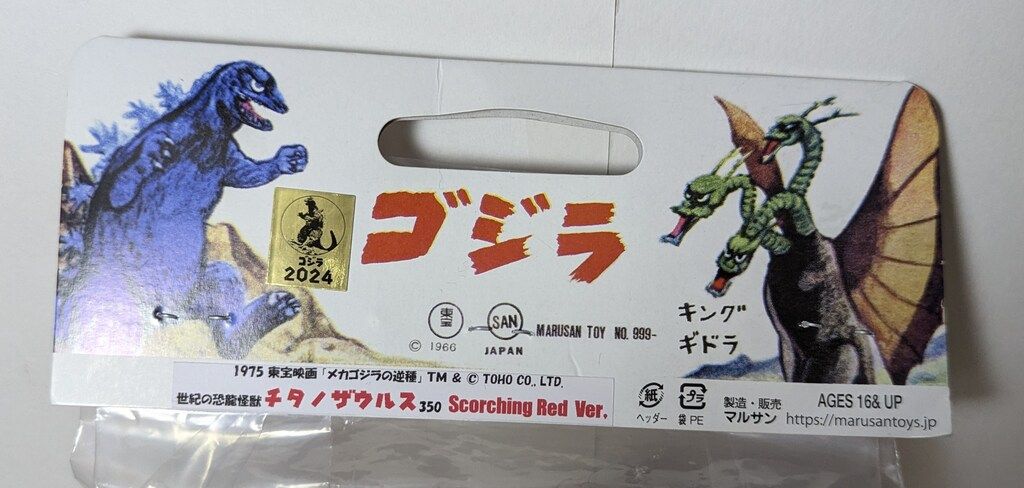 ゴジラ
ゴジラ
2024
東宝
© 1966
SAN
JAPAN
MARUSAN TOY NO. 999-
キング
ギドラ
1975 東宝映画「メカゴジラの逆襲」TM & © TOHO CO., LTD.
世紀の恐龍怪獣 チタノザウルス 350 Scorching Red Ver.
紙
ヘッダー
プラ
袋 PE
製造・販売
マルサン
AGES 16& UP
https://marusantoys.jp